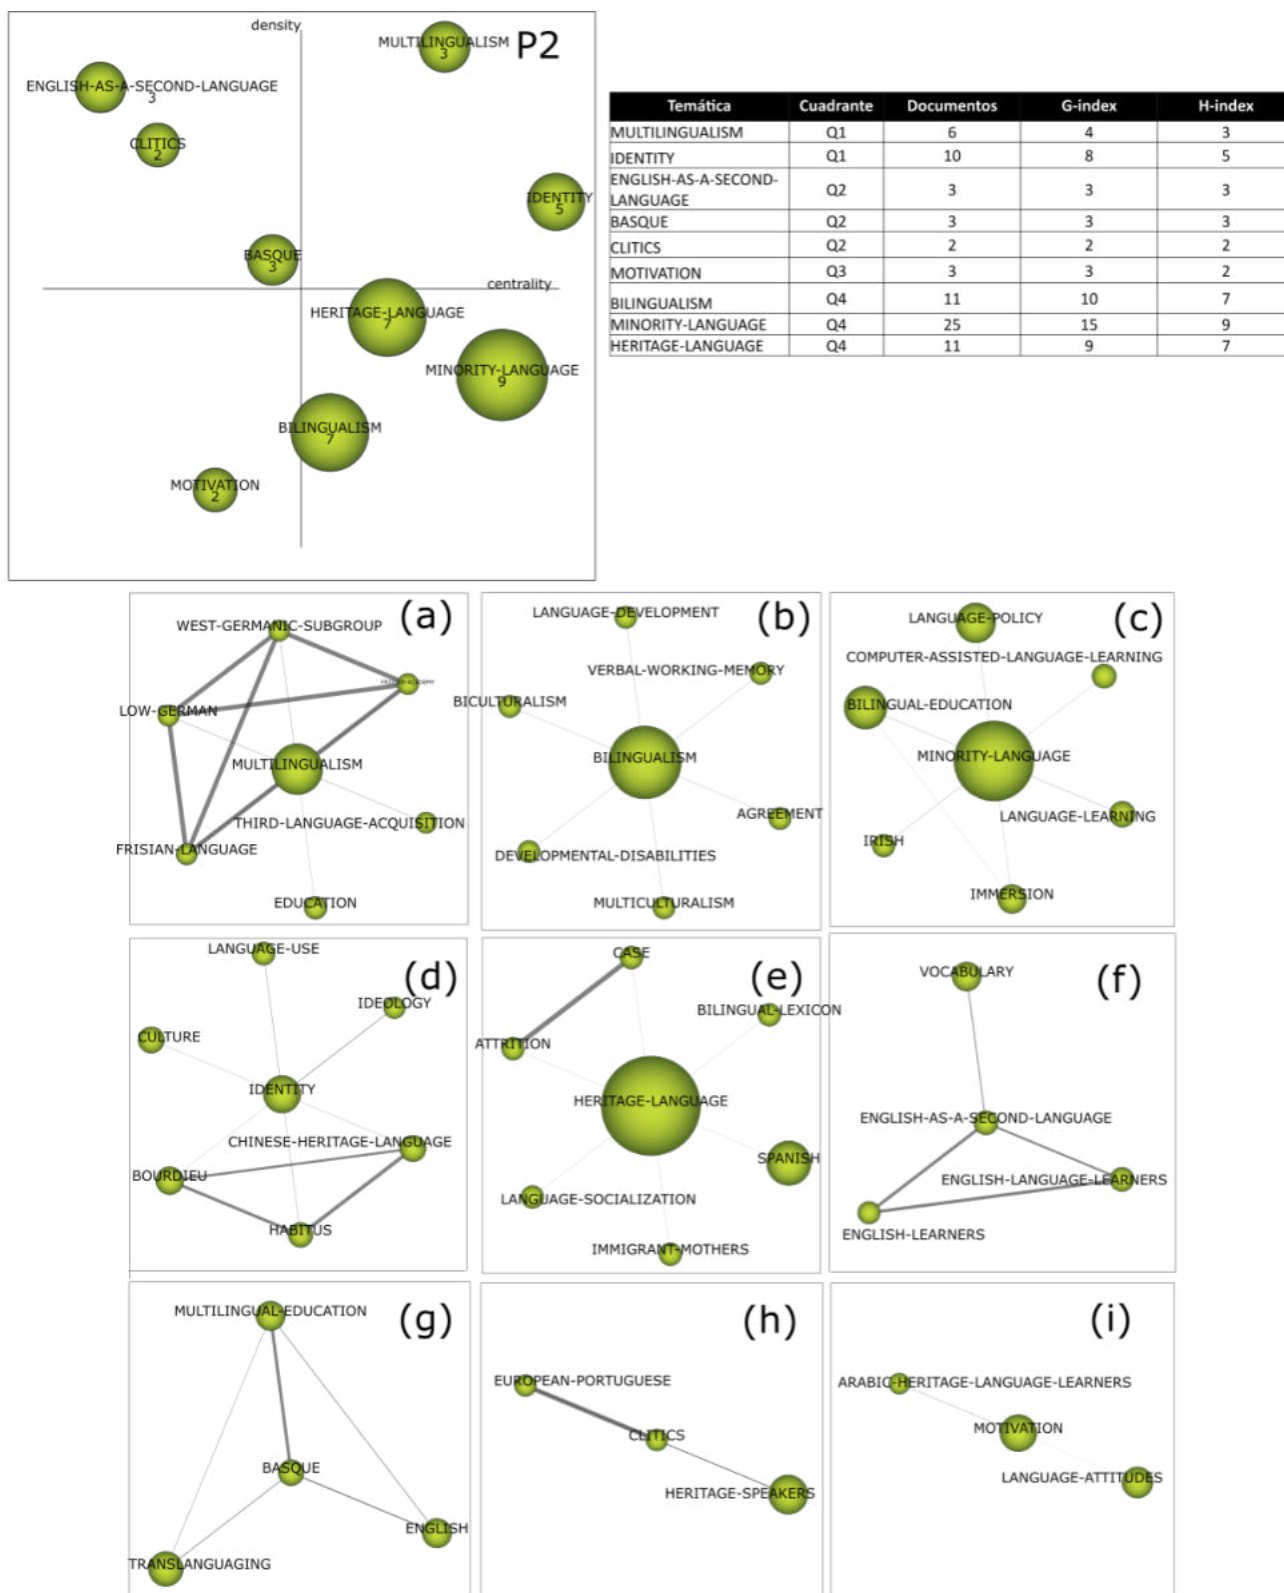 density
P2
MULTILINGUALISM
3
ENGLISH-AS-A-SECOND-LANGUAGE
3
CLITICS
2
IDENTITY
5
BASQUE
3
centrality
HERITAGE-LANGUAGE
7
MINORITY-LANGUAGE
9
BILINGUALISM
7
MOTIVATION
2
Temática Cuadrante Documentos G-index H-index
MULTILINGUALISM Q1 6 4 3
IDENTITY Q1 10 8 5
ENGLISH-AS-A-SECOND-
LANGUAGE Q2 3 3 3
BASQUE Q2 3 3 3
CLITICS Q2 2 2 2
MOTIVATION Q3 3 3 2
BILINGUALISM Q4 11 10 7
MINORITY-LANGUAGE Q4 25 15 9
HERITAGE-LANGUAGE Q4 11 9 7
(a)
WEST-GERMANIC-SUBGROUP
LOW-GERMAN
MULTILINGUALISM
THIRD-LANGUAGE-ACQUISITION
FRISIAN-LANGUAGE
EDUCATION
(b)
LANGUAGE-DEVELOPMENT
VERBAL-WORKING-MEMORY
BICULTURALISM
BILINGUALISM
AGREEMENT
DEVELOPMENTAL-DISABILITIES
MULTICULTURALISM
(c)
LANGUAGE-POLICY
COMPUTER-ASSISTED-LANGUAGE-LEARNING
BILINGUAL-EDUCATION
MINORITY-LANGUAGE
LANGUAGE-LEARNING
IRISH
IMMERSION
(d)
LANGUAGE-USE
IDEOLOGY
CULTURE
IDENTITY
CHINESE-HERITAGE-LANGUAGE
BOURDIEU
HABITUS
(e)
CASE
BILINGUAL-LEXICON
ATTRITION
HERITAGE-LANGUAGE
SPANISH
LANGUAGE-SOCIALIZATION
IMMIGRANT-MOTHERS
(f)
VOCABULARY
ENGLISH-AS-A-SECOND-LANGUAGE
ENGLISH-LANGUAGE-LEARNERS
ENGLISH-LEARNERS
(g)
MULTILINGUAL-EDUCATION
BASQUE
ENGLISH
TRANSLANGUAGING
(h)
EUROPEAN-PORTUGUESE
CLITICS
HERITAGE-SPEAKERS
(i)
ARABIC-HERITAGE-LANGUAGE-LEARNERS
MOTIVATION
LANGUAGE-ATTITUDES